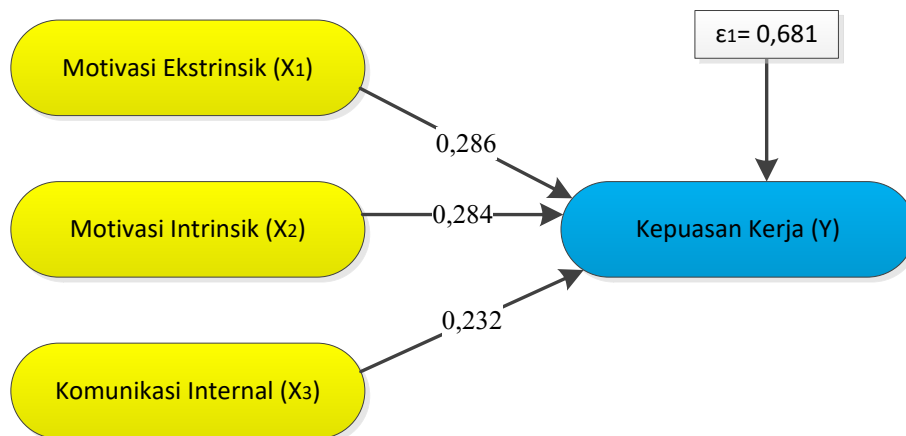 Motivasi Ekstrinsik (X1)
ε1= 0,681
0,286
Motivasi Intrinsik (X2)
0,284
Kepuasan Kerja (Y)
0,232
Komunikasi Internal (X3)